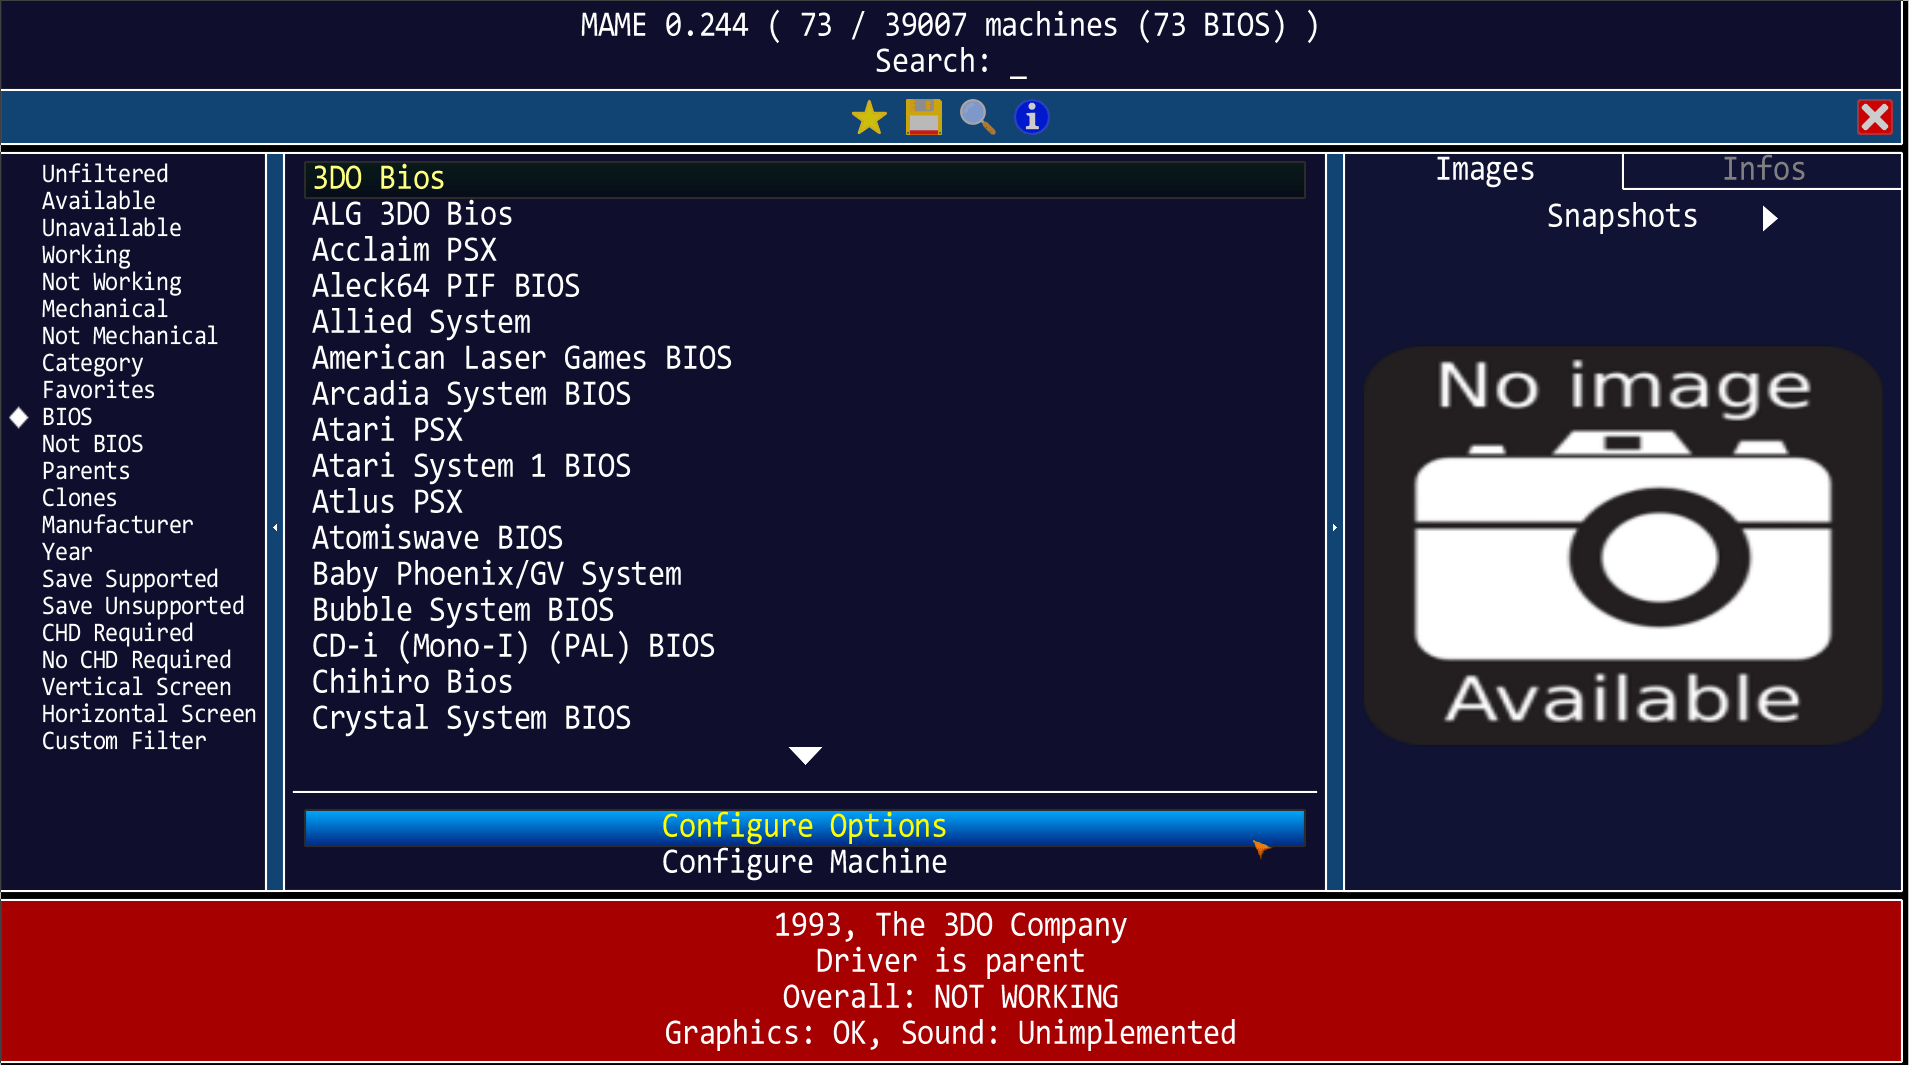 MAME 0.244 ( 73 / 39007 machines (73 BIOS) )
Search: _
Unfiltered
Available
Unavailable
Working
Not Working
Mechanical
Not Mechanical
Category
Favorites
BIOS
Not BIOS
Parents
Clones
Manufacturer
Year
Save Supported
Save Unsupported
CHD Required
No CHD Required
Vertical Screen
Horizontal Screen
Custom Filter
3DO Bios
ALG 3DO Bios
Acclaim PSX
Aleck64 PIF BIOS
Allied System
American Laser Games BIOS
Arcadia System BIOS
Atari PSX
Atari System 1 BIOS
Atlus PSX
Atomiswave BIOS
Baby Phoenix/GV System
Bubble System BIOS
CD-i (Mono-I) (PAL) BIOS
Chihiro Bios
Crystal System BIOS
Configure Options
Configure Machine
Images
Infos
Snapshots
No image
Available
1993, The 3DO Company
Driver is parent
Overall: NOT WORKING
Graphics: OK, Sound: Unimplemented